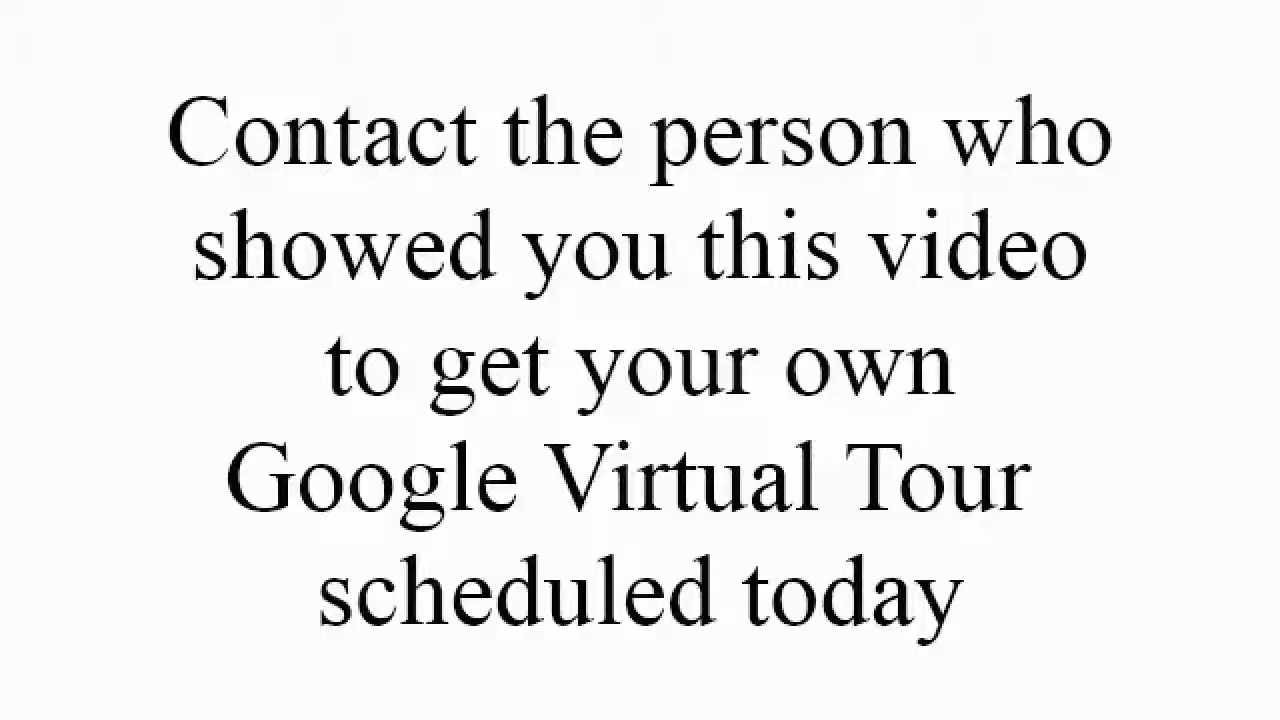 Contact the person who
showed you this video
to get your own
Google Virtual Tour
scheduled today